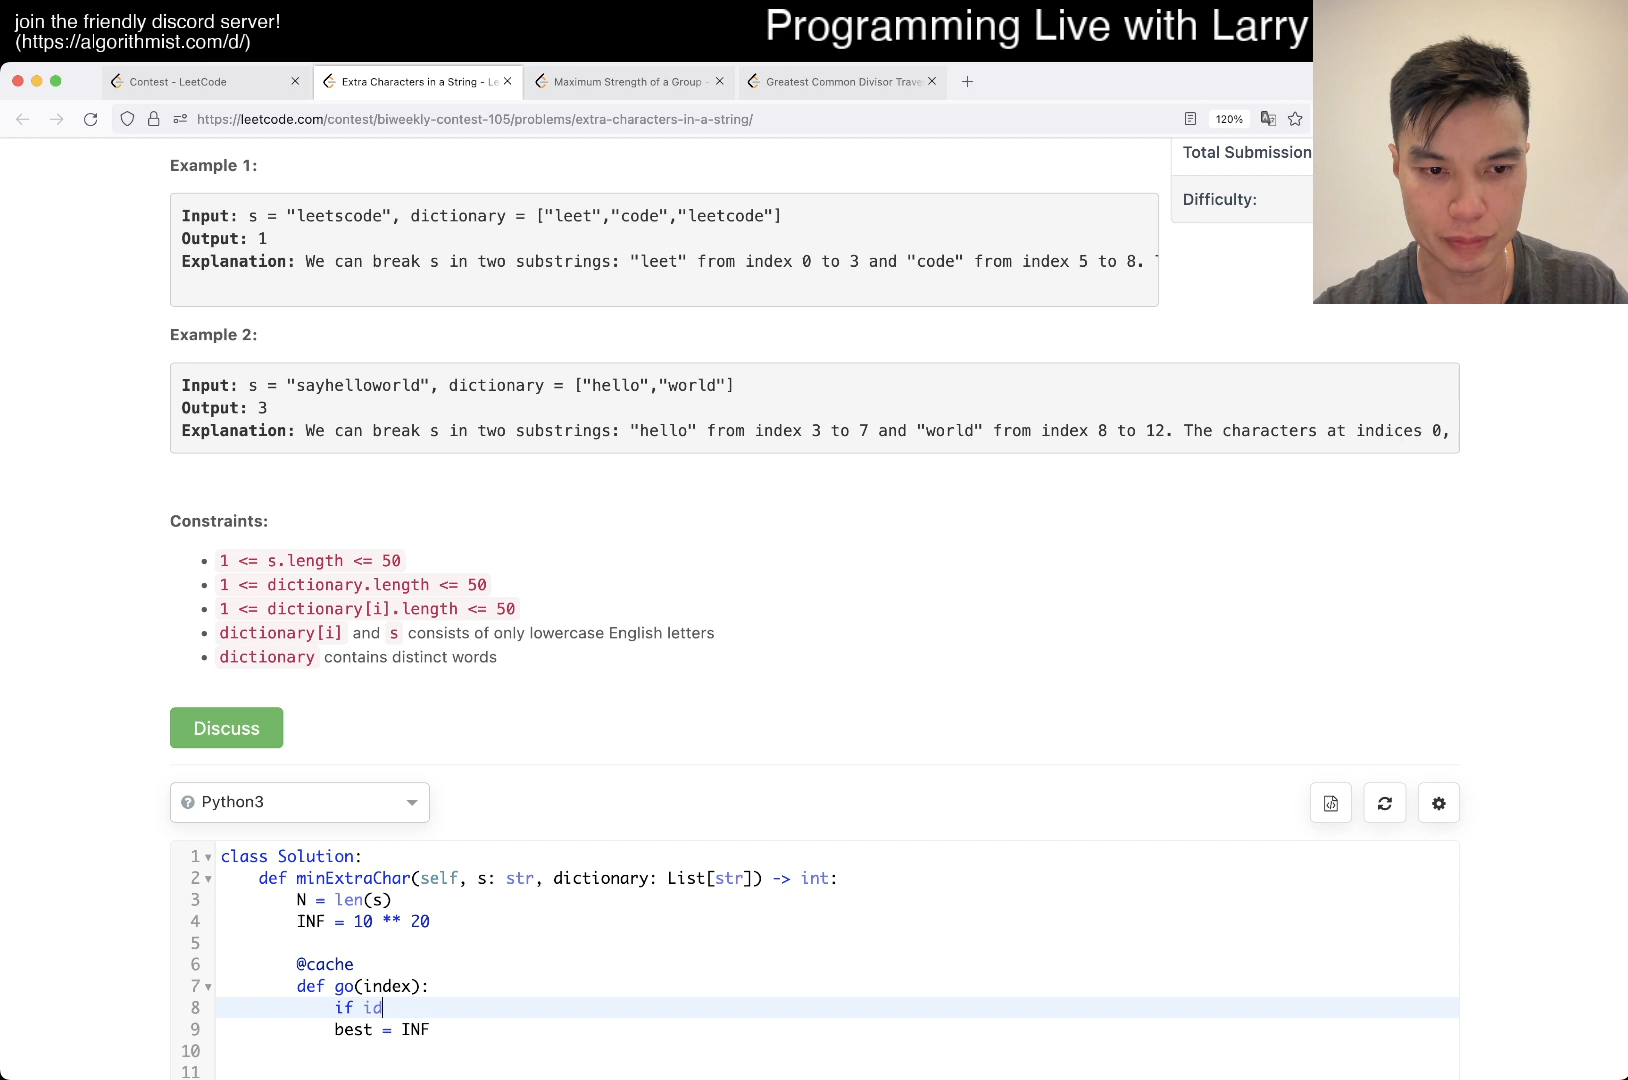 join the friendly discord server!
(https://algorithmist.com/d/)
Programming Live with Larry
Contest - LeetCode
Extra Characters in a String - Le
Maximum Strength of a Group -
Greatest Common Divisor Trave
https://leetcode.com/contest/biweekly-contest-105/problems/extra-characters-in-a-string/
120%
Example 1:
Total Submission
Difficulty:
Input: s = "leetscode", dictionary = ["leet","code","leetcode"]
Output: 1
Explanation: We can break s in two substrings: "leet" from index 0 to 3 and "code" from index 5 to 8.
Example 2:
Input: s = "sayhelloworld", dictionary = ["hello","world"]
Output: 3
Explanation: We can break s in two substrings: "hello" from index 3 to 7 and "world" from index 8 to 12. The characters at indices 0,
Constraints:
1 <= s.length <= 50
1 <= dictionary.length <= 50
1 <= dictionary[i].length <= 50
dictionary[i] and s consists of only lowercase English letters
dictionary contains distinct words
Discuss
Python3
1 class Solution:
2 def minExtraChar(self, s: str, dictionary: List[str]) -> int:
3 N = len(s)
4 INF = 10 ** 20
5
6 @cache
7 def go(index):
8 if id
9 best = INF
10
11